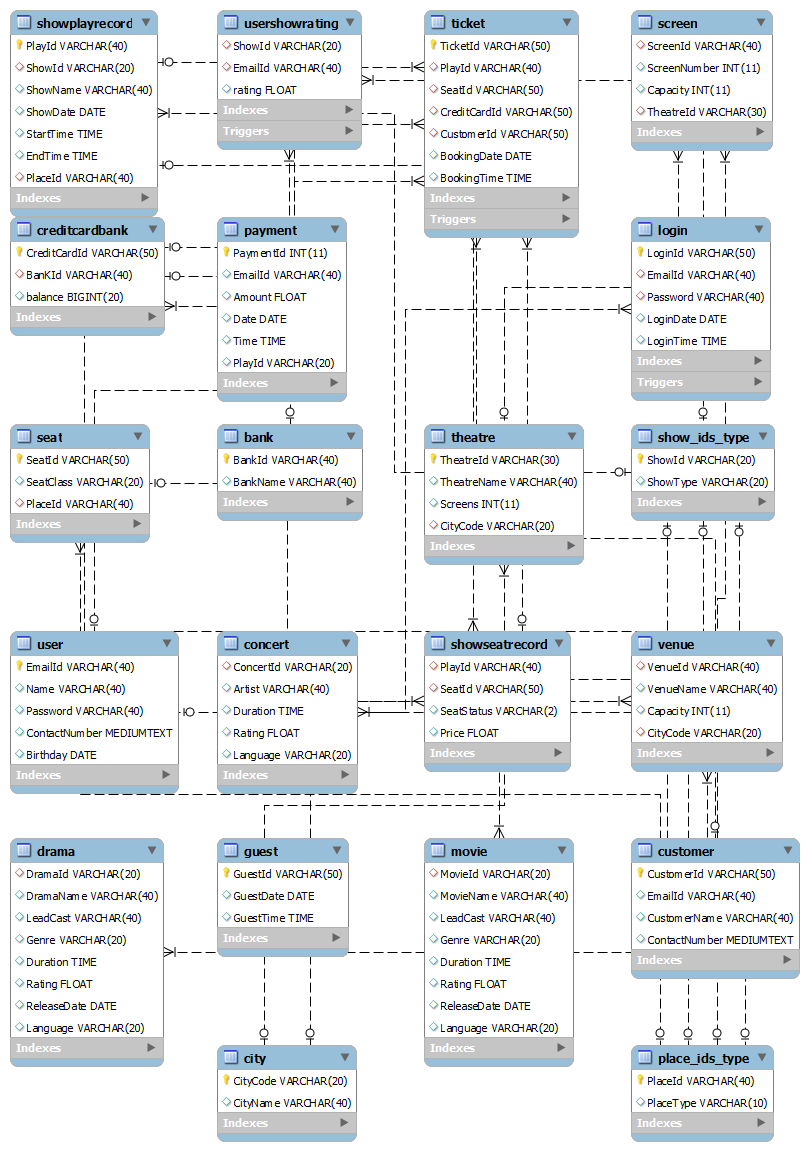 showplayrecord
PlayId VARCHAR(40)
ShowId VARCHAR(20)
ShowName VARCHAR(40)
ShowDate DATE
StartTime TIME
EndTime TIME
PlaceId VARCHAR(40)
Indexes
usershowrating
ShowId VARCHAR(20)
EmailId VARCHAR(40)
rating FLOAT
Indexes
Triggers
ticket
TicketId VARCHAR(50)
PlayId VARCHAR(40)
SeatId VARCHAR(50)
CreditCardId VARCHAR(50)
CustomerId VARCHAR(50)
BookingDate DATE
BookingTime TIME
Indexes
Triggers
screen
ScreenId VARCHAR(40)
ScreenNumber INT(11)
Capacity INT(11)
TheatreId VARCHAR(30)
Indexes
creditcardbank
CreditCardId VARCHAR(50)
BanKId VARCHAR(40)
balance BIGINT(20)
Indexes
payment
PaymentId INT(11)
EmailId VARCHAR(40)
Amount FLOAT
Date DATE
Time TIME
PlayId VARCHAR(20)
Indexes
login
LoginId VARCHAR(50)
EmailId VARCHAR(40)
Password VARCHAR(40)
LoginDate DATE
LoginTime TIME
Indexes
Triggers
seat
SeatId VARCHAR(50)
SeatClass VARCHAR(20)
PlaceId VARCHAR(40)
Indexes
bank
BankId VARCHAR(40)
BankName VARCHAR(40)
Indexes
theatre
TheatreId VARCHAR(30)
TheatreName VARCHAR(40)
Screens INT(11)
CityCode VARCHAR(20)
Indexes
show_ids_type
ShowId VARCHAR(20)
ShowType VARCHAR(20)
Indexes
user
EmailId VARCHAR(40)
Name VARCHAR(40)
Password VARCHAR(40)
ContactNumber MEDIUMTEXT
Birthday DATE
Indexes
concert
ConcertId VARCHAR(20)
Artist VARCHAR(40)
Duration TIME
Rating FLOAT
Language VARCHAR(20)
Indexes
showseatrecord
PlayId VARCHAR(40)
SeatId VARCHAR(50)
SeatStatus VARCHAR(2)
Price FLOAT
Indexes
venue
VenueId VARCHAR(40)
VenueName VARCHAR(40)
Capacity INT(11)
CityCode VARCHAR(20)
Indexes
drama
DramaId VARCHAR(20)
DramaName VARCHAR(40)
LeadCast VARCHAR(40)
Genre VARCHAR(20)
Duration TIME
Rating FLOAT
ReleaseDate DATE
Language VARCHAR(20)
Indexes
guest
GuestId VARCHAR(50)
GuestDate DATE
GuestTime TIME
Indexes
movie
MovieId VARCHAR(20)
MovieName VARCHAR(40)
LeadCast VARCHAR(40)
Genre VARCHAR(20)
Duration TIME
Rating FLOAT
ReleaseDate DATE
Language VARCHAR(20)
Indexes
customer
CustomerId VARCHAR(50)
EmailId VARCHAR(40)
CustomerName VARCHAR(40)
ContactNumber MEDIUMTEXT
Indexes
city
CityCode VARCHAR(20)
CityName VARCHAR(40)
Indexes
place_ids_type
PlaceId VARCHAR(40)
PlaceType VARCHAR(10)
Indexes